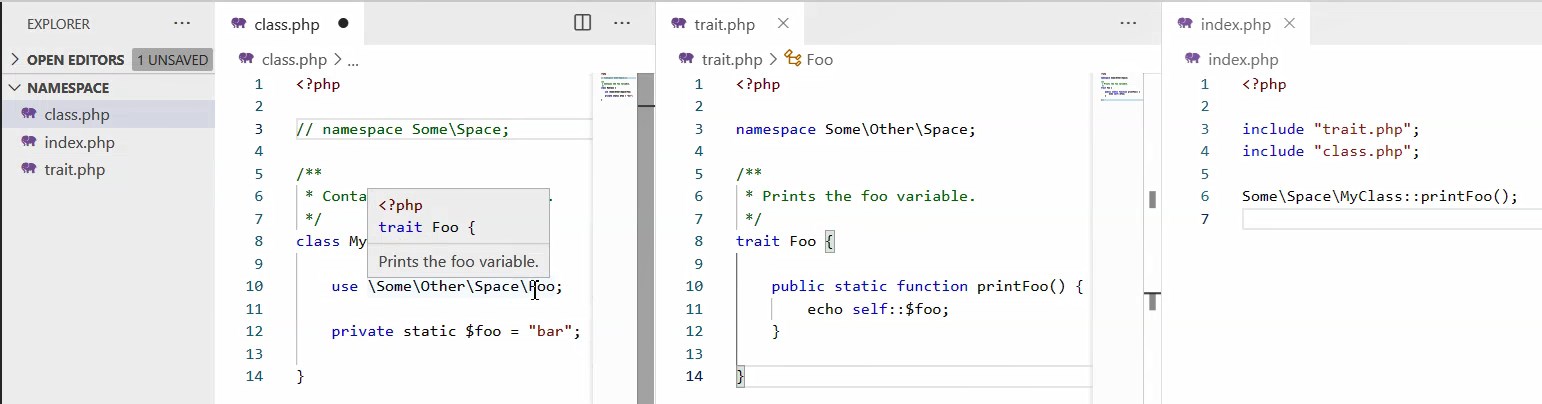 EXPLORER
...
OPEN EDITORS 1 UNSAVED
NAMESPACE
class.php
index.php
trait.php
class.php
...
class.php > ...
1 <?php
2
3 // namespace Some\Space;
4
5 /**
6 * Conta .
7 */
8 class My
9
10 use \Some\Other\Space\Foo;
11
12 private static $foo = "bar";
13
14 }
<?php
trait Foo {
Prints the foo variable.
trait.php
...
trait.php > Foo
1 <?php
2
3 namespace Some\Other\Space;
4
5 /**
6 * Prints the foo variable.
7 */
8 trait Foo {
9
10 public static function printFoo() {
11 echo self::$foo;
12 }
13
14 }
index.php
index.php
1 <?php
2
3 include "trait.php";
4 include "class.php";
5
6 Some\Space\MyClass::printFoo();
7